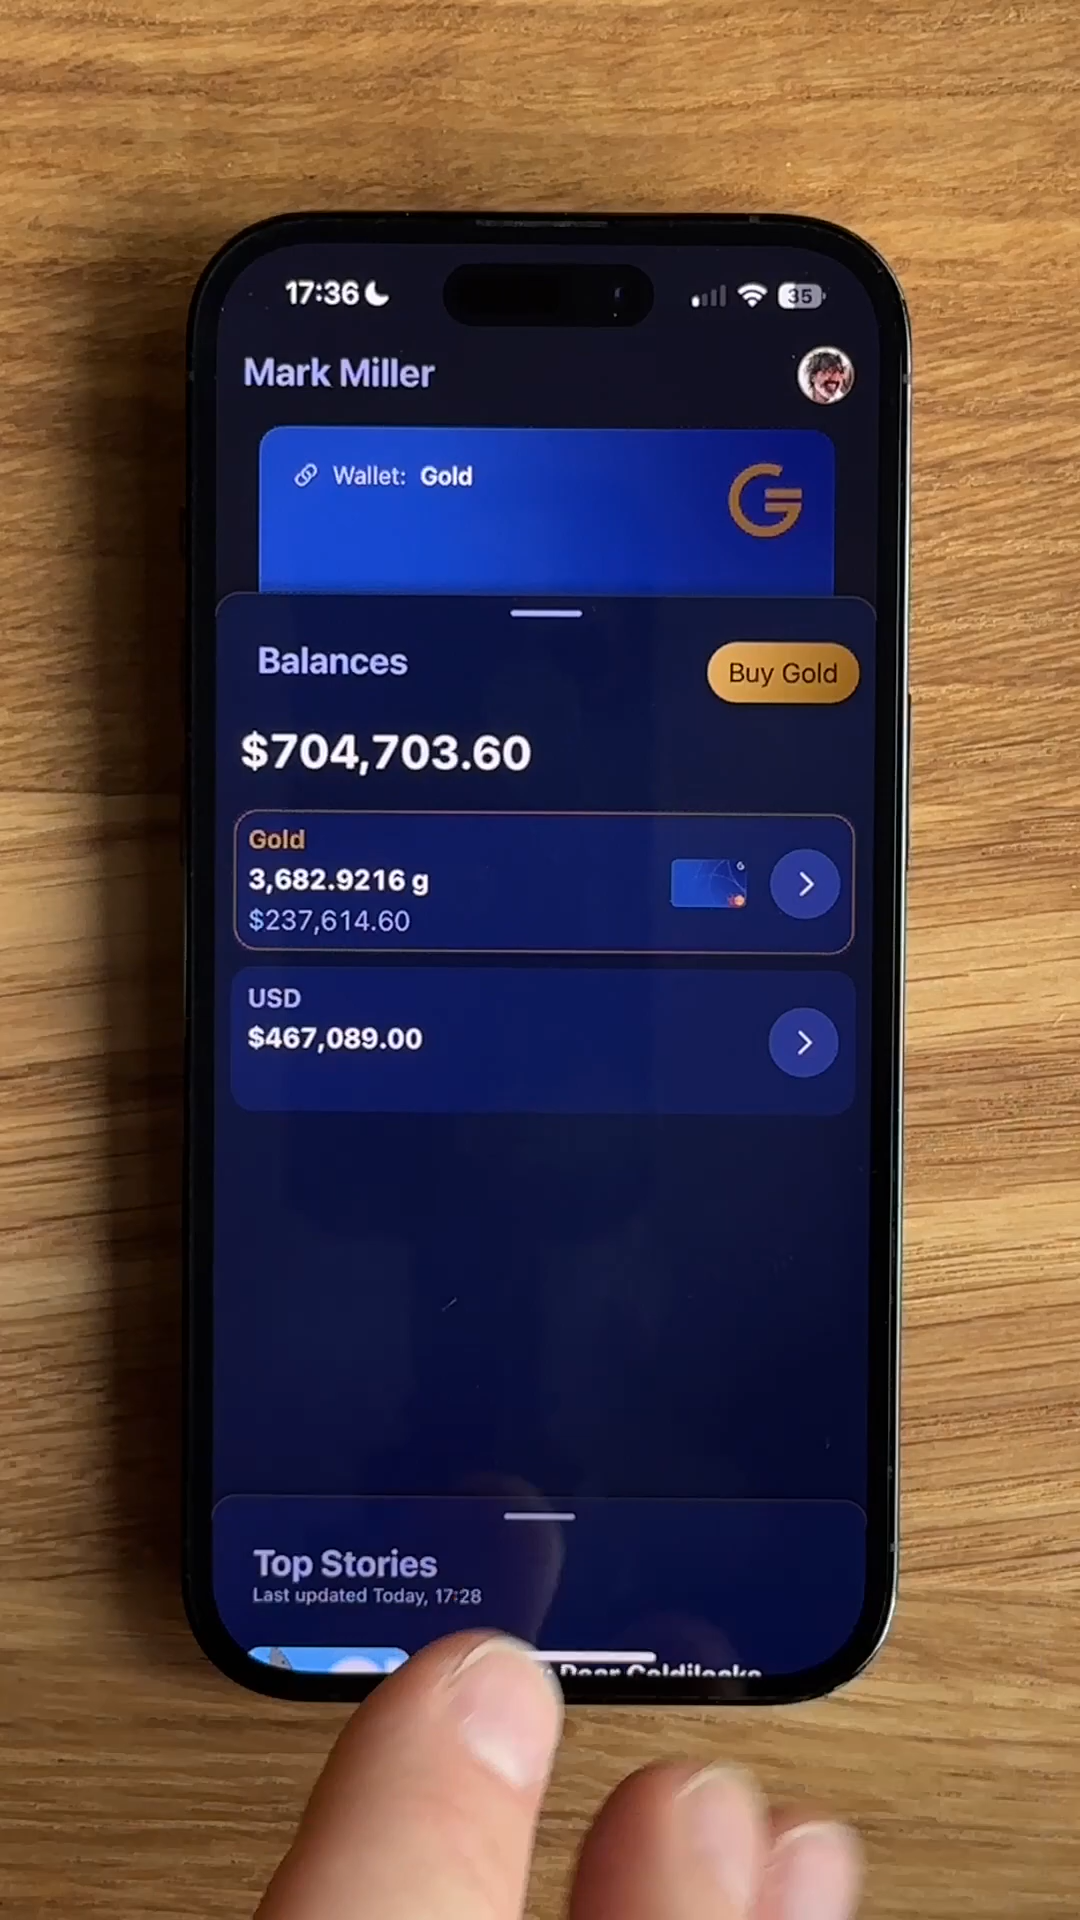 17:36
35
Mark Miller
Wallet: Gold
G
Balances
Buy Gold
$704,703.60
Gold
3,682.9216 g
$237,614.60
USD
$467,089.00
Top Stories
Last updated Today, 17:28